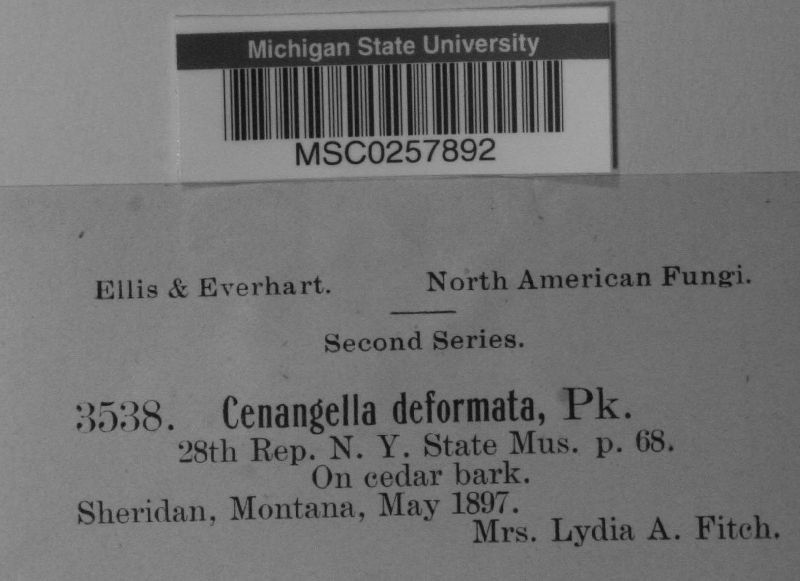 Michigan State University
MSC0257892
Ellis & Everhart. North American Fungi.
Second Series.
3538. Cenangella deformata, Pk.
28th Rep. N. Y. State Mus. p. 68.
On cedar bark.
Sheridan, Montana, May 1897.
Mrs. Lydia A. Fitch.